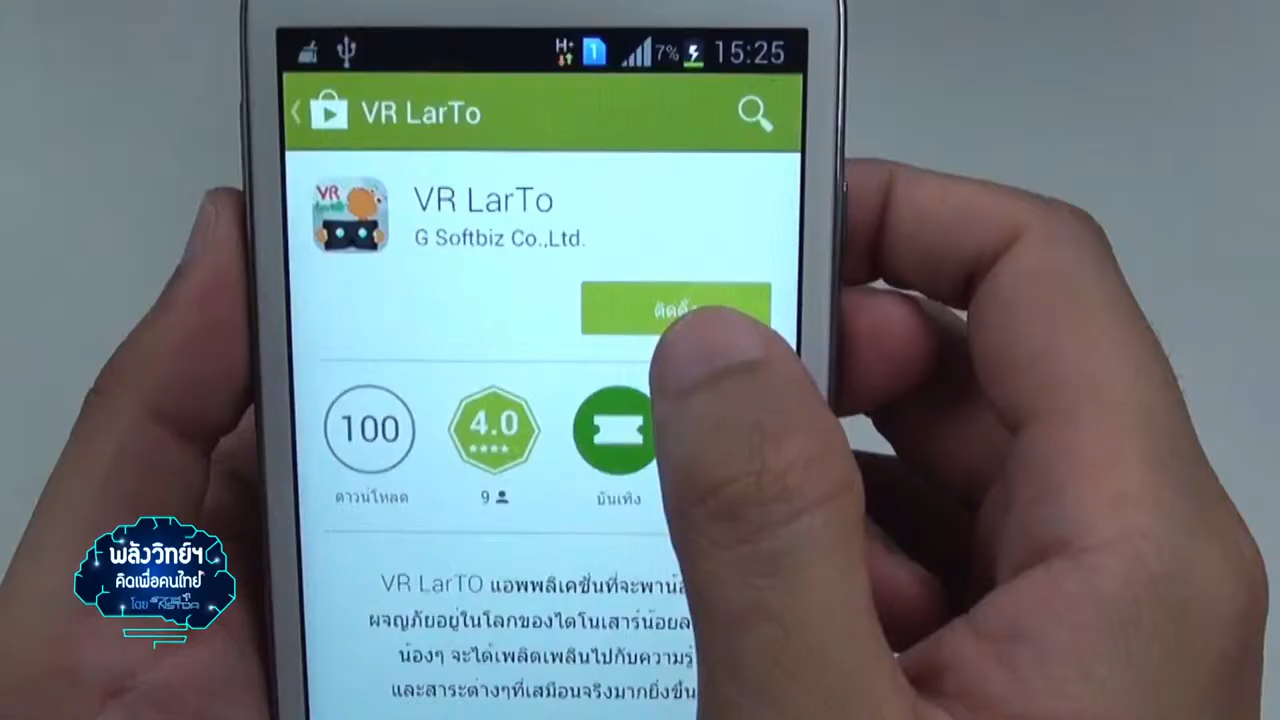 H+ 1 7% 15:25
VR LarTo
VR
VR LarTo
G Softbiz Co.,Ltd.
ติดตั้ง
100
4.0
ดาวน์โหลด
9
บันเทิง
VR LarTO แอพพลิเคชั่นที่จะพาน้
ผจญภัยอยู่ในโลกของไดโนเสาร์น้อยล
น้องๆ จะได้เพลิดเพลินไปกับความรู้
และสาระต่างๆที่เสมือนจริงมากยิ่งขึ้น
พลังวิทย์ฯ
คิดเพื่อคนไทย
โดย NSTDA